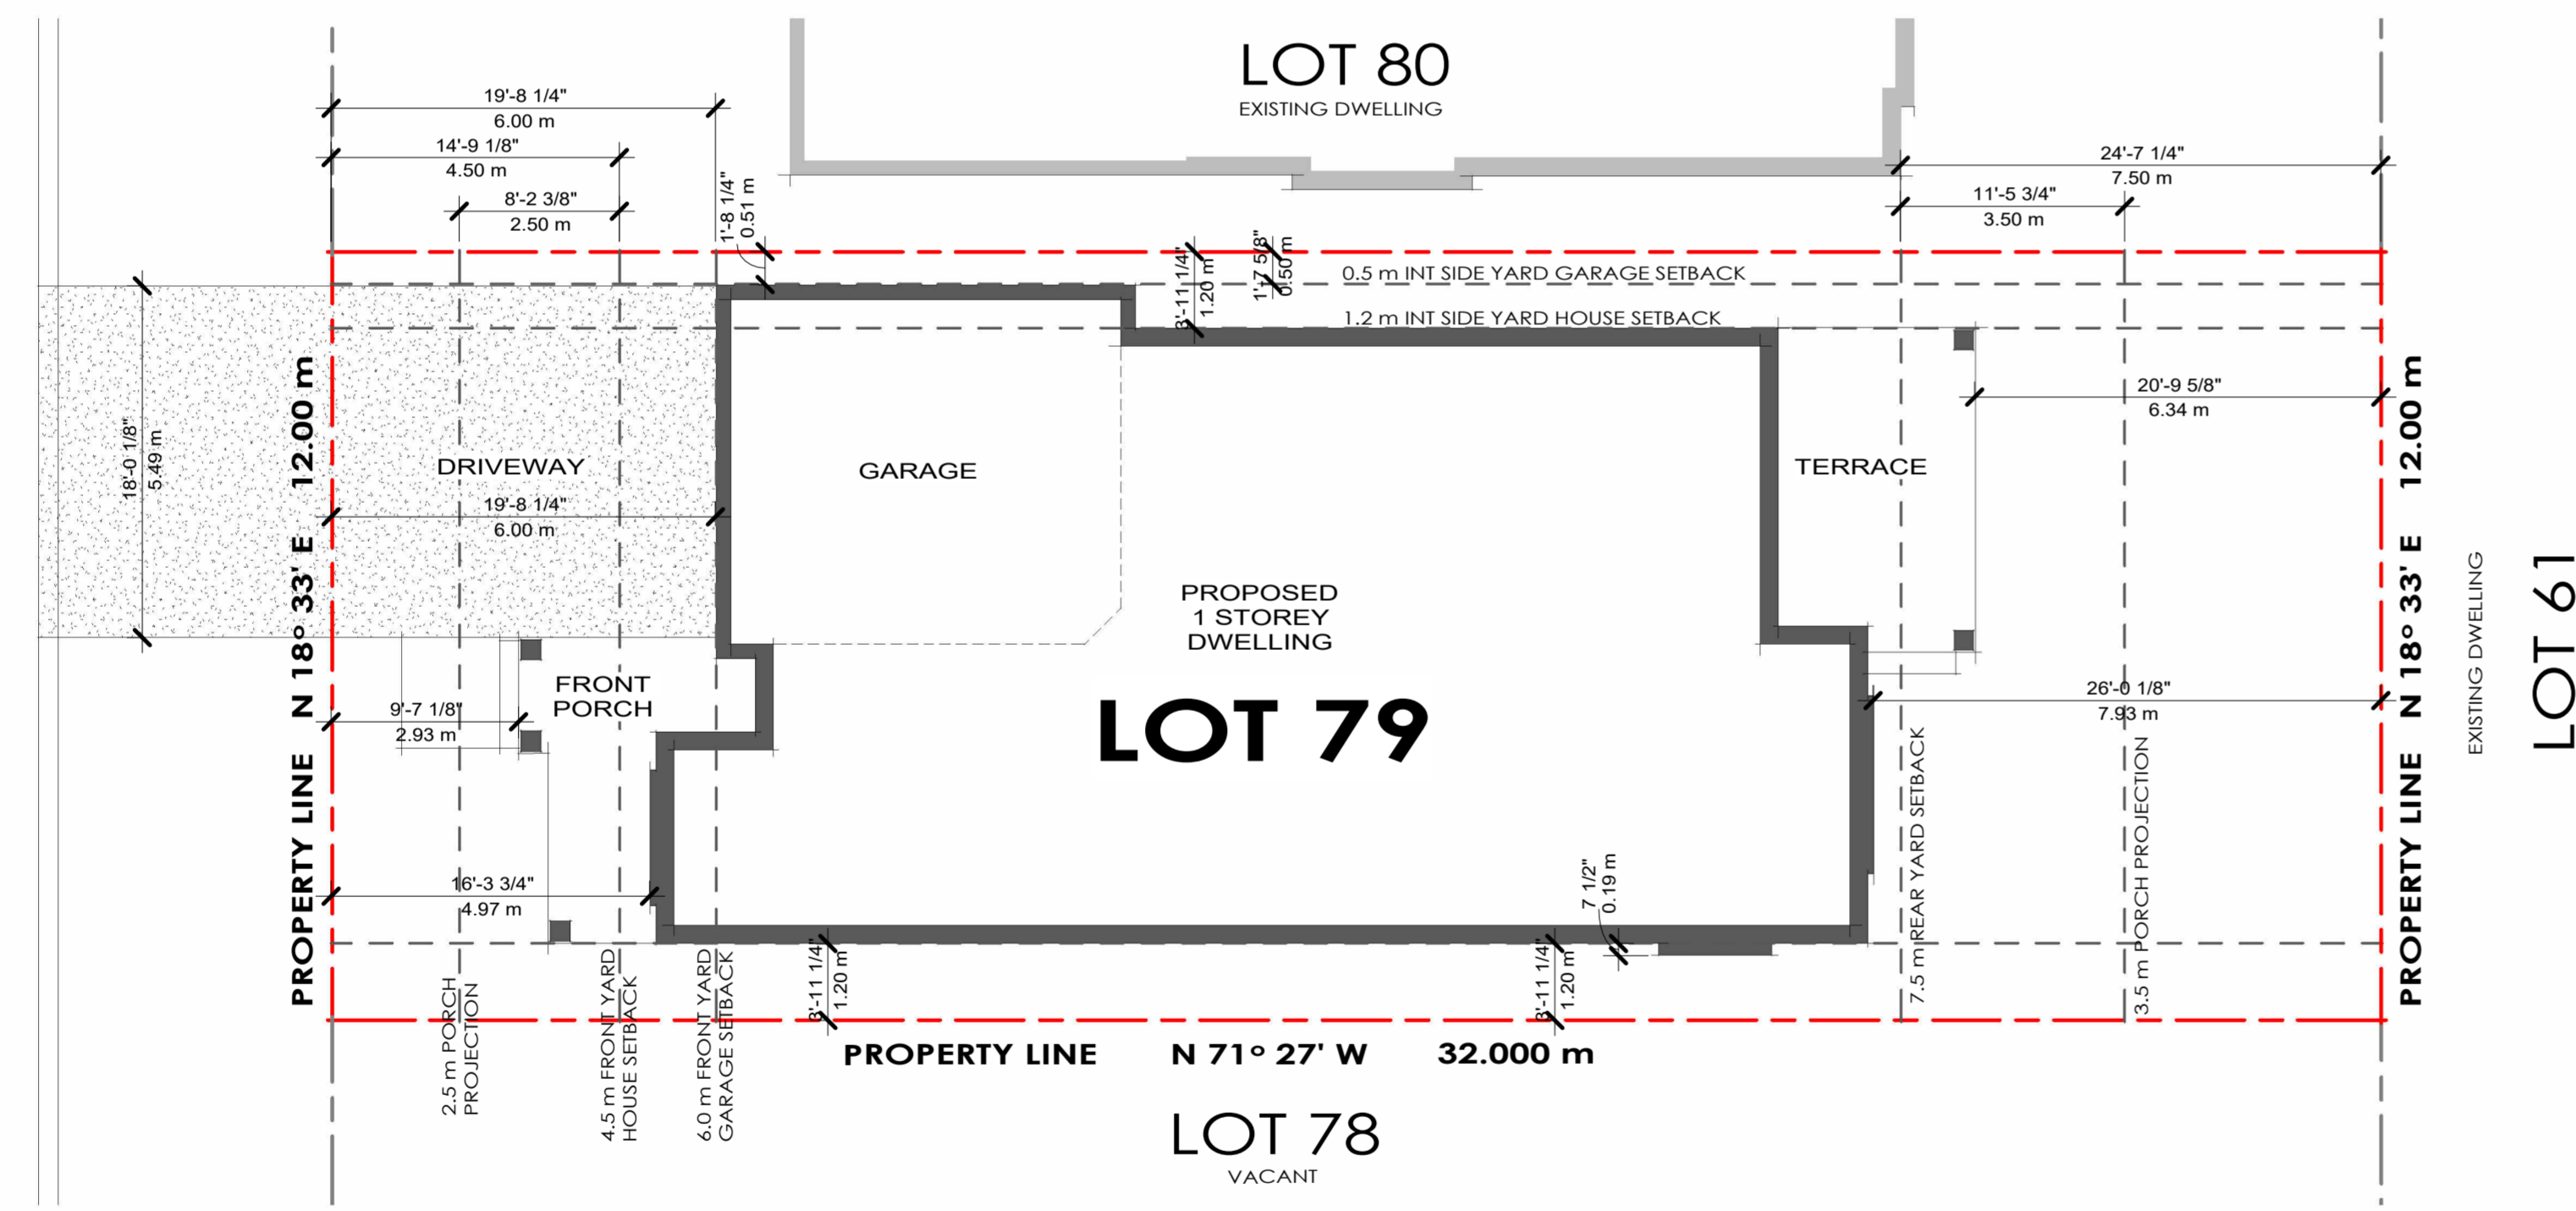 LOT 80
EXISTING DWELLING
19'-8 1/4"
6.00 m
14'-9 1/8"
4.50 m
8'-2 3/8"
2.50 m
1'-8 1/4"
0.51 m
24'-7 1/4"
7.50 m
11'-5 3/4"
3.50 m
3'-11 1/4"
1.20 m
1'-7 5/8"
0.50 m
0.5 m INT SIDE YARD GARAGE SETBACK
1.2 m INT SIDE YARD HOUSE SETBACK
18'-0 1/8"
5.49 m
PROPERTY LINE N 18º 33' E 12.00 m
DRIVEWAY
19'-8 1/4"
6.00 m
GARAGE
TERRACE
20'-9 5/8"
6.34 m
PROPOSED
1 STOREY
DWELLING
LOT 79
FRONT
PORCH
9'-7 1/8"
2.93 m
26'-0 1/8"
7.93 m
16'-3 3/4"
4.97 m
7 1/2"
0.19 m
3'-11 1/4"
1.20 m
3'-11 1/4"
1.20 m
7.5 m REAR YARD SETBACK
3.5 m PORCH PROJECTION
PROPERTY LINE N 18º 33' E 12.00 m
EXISTING DWELLING
LOT 61
2.5 m PORCH
PROJECTION
4.5 m FRONT YARD
HOUSE SETBACK
6.0 m FRONT YARD
GARAGE SETBACK
PROPERTY LINE N 71º 27' W 32.000 m
LOT 78
VACANT